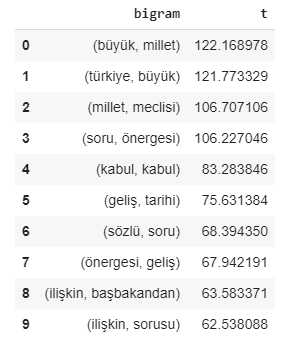 bigram t
0 (büyük, millet) 122.168978
1 (türkiye, büyük) 121.773329
2 (millet, meclisi) 106.707106
3 (soru, önergesi) 106.227046
4 (kabul, kabul) 83.283846
5 (geliş, tarihi) 75.631384
6 (sözlü, soru) 68.394350
7 (önergesi, geliş) 67.942191
8 (ilişkin, başbakandan) 63.583371
9 (ilişkin, sorusu) 62.538088